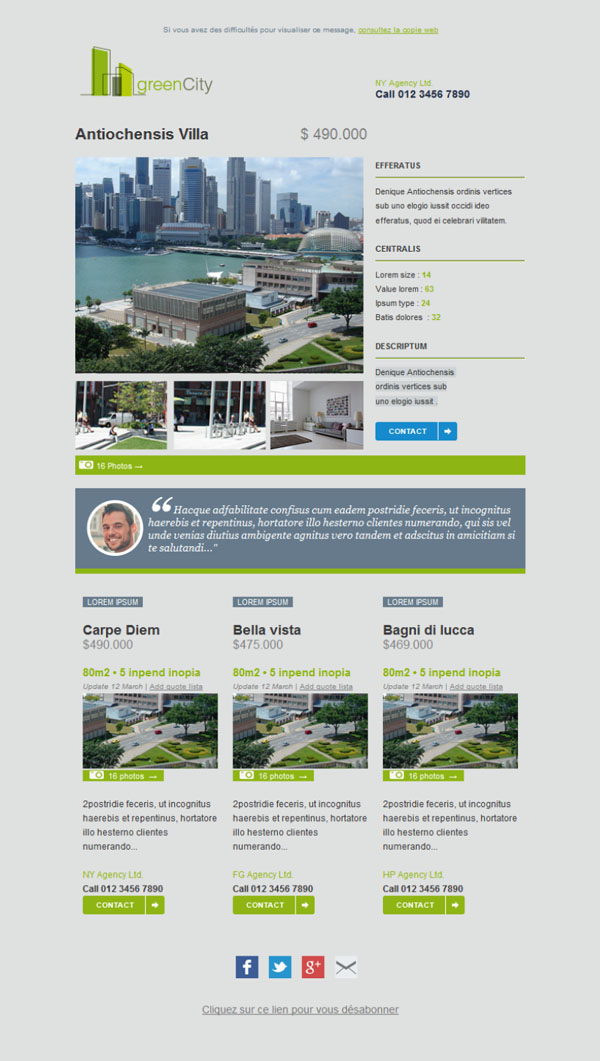 Si vous avez des difficultés pour visualiser ce message, consultez la copie web
greenCity
NY Agency Ltd.
Call 012 3456 7890
Antiochensis Villa
$ 490.000
EFFERATUS
Denique Antiochensis ordinis vertices
sub uno elogio iussit occidi ideo
efferatus, quod ei celebrari vilitatem.
CENTRALIS
Lorem size : 14
Value lorem : 63
Ipsum type : 24
Batis dolores : 32
DESCRIPTUM
Denique Antiochensis
ordinis vertices sub
uno elogio iussit .
CONTACT
16 Photos →
“ Hacque adfabilitate confisus cum eadem postridie feceris, ut incognitus
haerebis et repentinus, hortatore illo hesterno clientes numerando, qui sis vel
unde venias diutius ambigente agnitus vero tandem et adscitus in amicitiam si
te salutandi..."
LOREM IPSUM
Carpe Diem
$490.000
80m2 • 5 inpend inopia
Update 12 March | Add quote lista
16 photos →
2postridie feceris, ut incognitus
haerebis et repentinus, hortatore
illo hesterno clientes
numerando...
NY Agency Ltd.
Call 012 3456 7890
CONTACT
LOREM IPSUM
Bella vista
$475.000
80m2 • 5 inpend inopia
Update 12 March | Add quote lista
16 photos →
2postridie feceris, ut incognitus
haerebis et repentinus, hortatore
illo hesterno clientes
numerando...
FG Agency Ltd.
Call 012 3456 7890
CONTACT
LOREM IPSUM
Bagni di lucca
$469.000
80m2 • 5 inpend inopia
Update 12 March | Add quote lista
16 photos →
2postridie feceris, ut incognitus
haerebis et repentinus, hortatore
illo hesterno clientes
numerando...
HP Agency Ltd.
Call 012 3456 7890
CONTACT
Cliquez sur ce lien pour vous désabonner